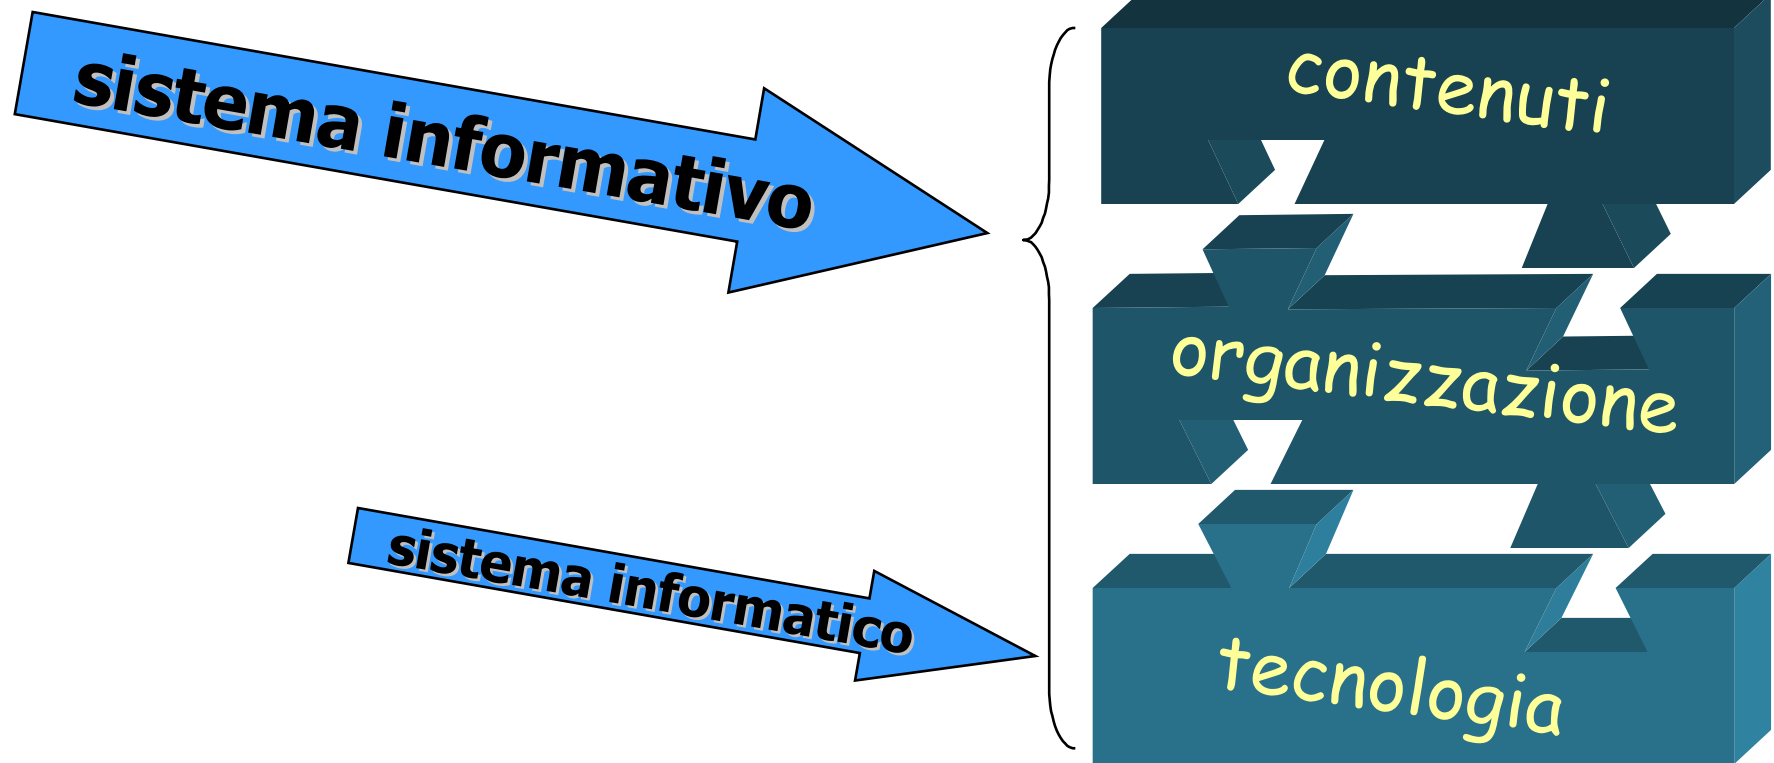 sistema informativo
contenuti
organizzazione
sistema informatico
tecnologia